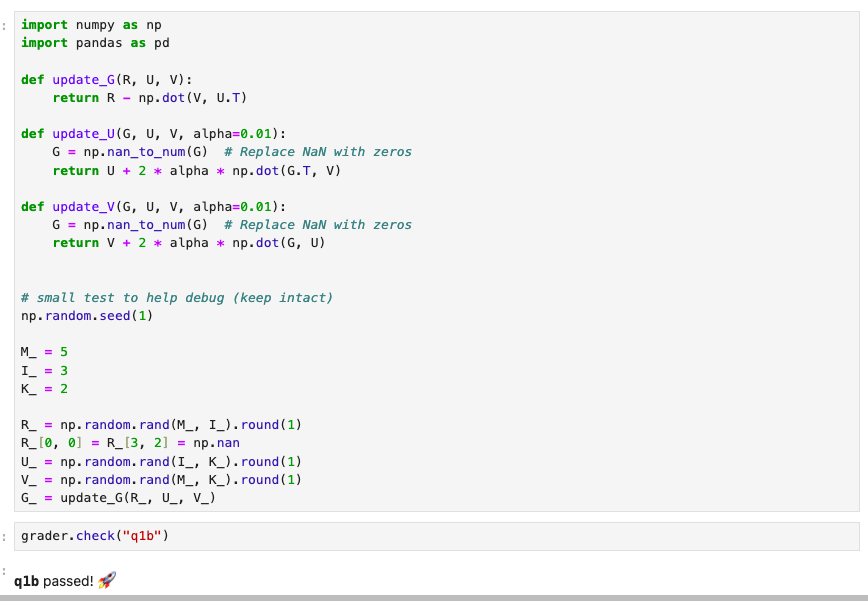 import numpy as np
import pandas as pd
def update_G(R, U, V):
    return R - np.dot(V, U.T)
def update_U(G, U, V, alpha=0.01):
    G = np.nan_to_num(G)  # Replace NaN with zeros
    return U + 2 * alpha * np.dot(G.T, V)
def update_V(G, U, V, alpha=0.01):
    G = np.nan_to_num(G)  # Replace NaN with zeros
    return V + 2 * alpha * np.dot(G, U)
# small test to help debug (keep intact)
np.random.seed(1)
M_ = 5
I_ = 3
K_ = 2
R_ = np.random.rand(M_, I_).round(1)
R_[0, 0] = R_[3, 2] = np.nan
U_ = np.random.rand(I_, K_).round(1)
V_ = np.random.rand(M_, K_).round(1)
G_ = update_G(R_, U_, V_)
grader.check("q1b")
q1b passed! 🚀